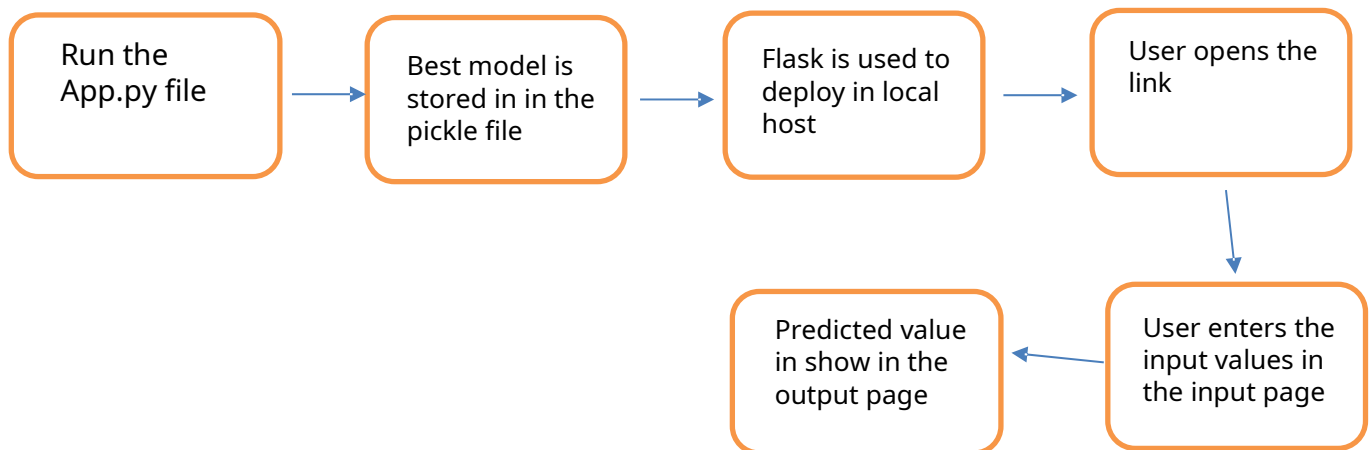 Run the
App.py file
Best model is
stored in in the
pickle file
Flask is used to
deploy in local
host
User opens the
link
User enters the
input values in
the input page
Predicted value
in show in the
output page